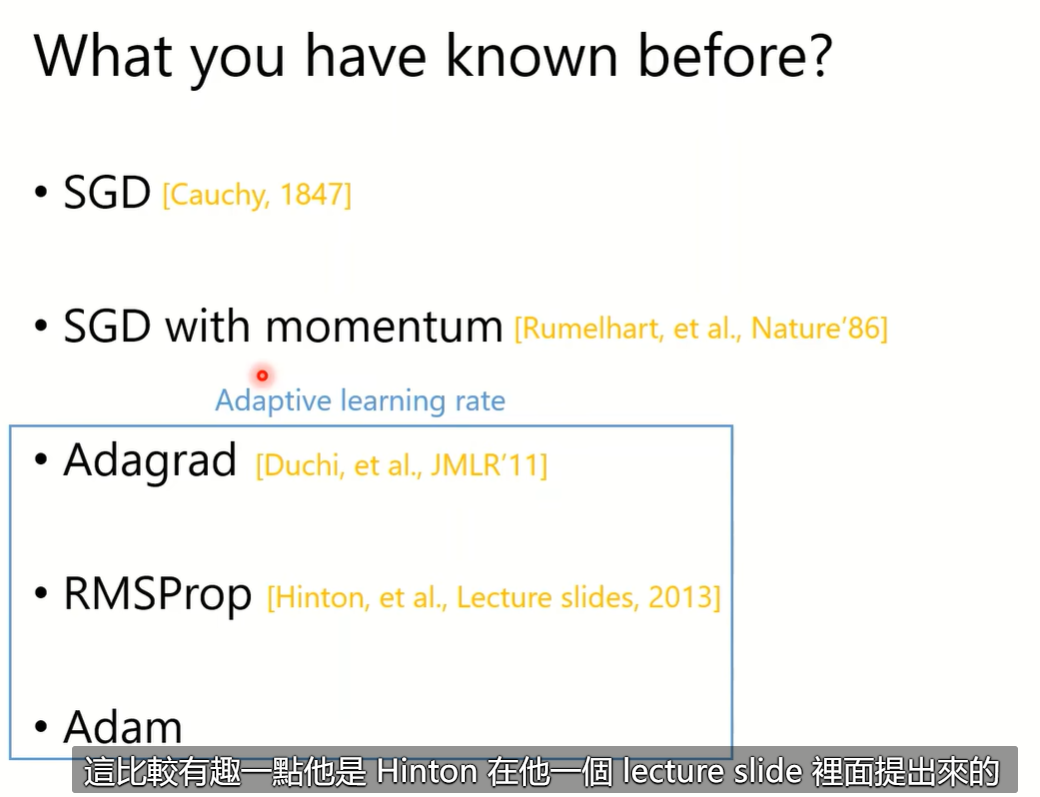 What you have known before?
• SGD [Cauchy, 1847]
• SGD with momentum [Rumelhart, et al., Nature'86]
Adaptive learning rate
• Adagrad [Duchi, et al., JMLR'11]
• RMSProp [Hinton, et al., Lecture slides, 2013]
• Adam
這比較有趣一點他是 Hinton 在他一個 lecture slide 裡面提出來的